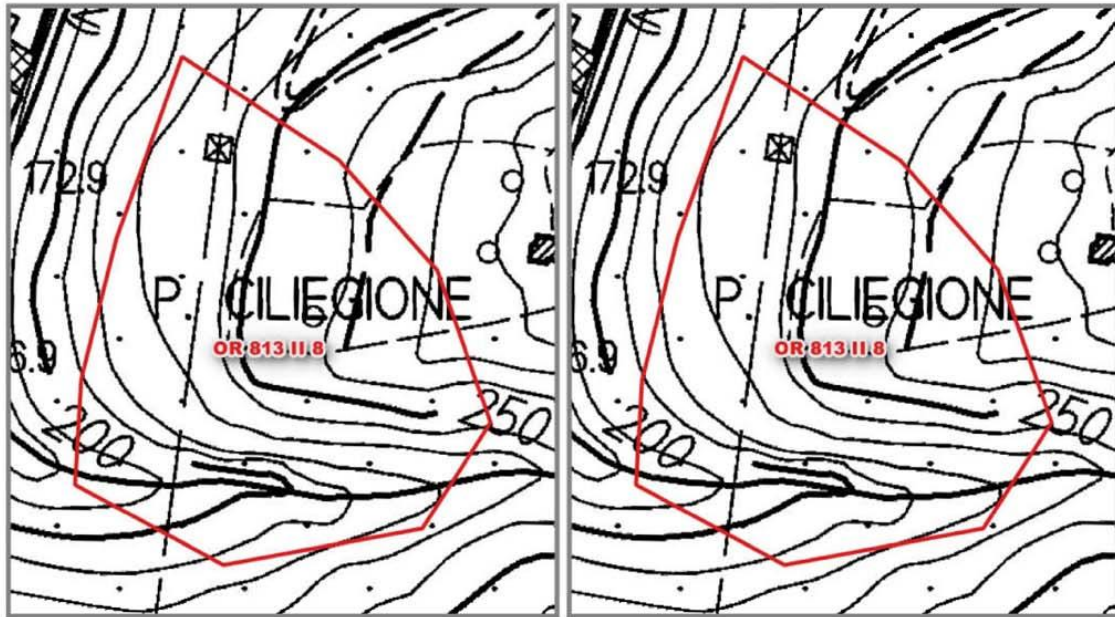 172.9
P. CILIEGIONE
OR 813 II 8
6.9
200
250
172.9
P. CILIEGIONE
OR 813 II 8
6.9
200
250